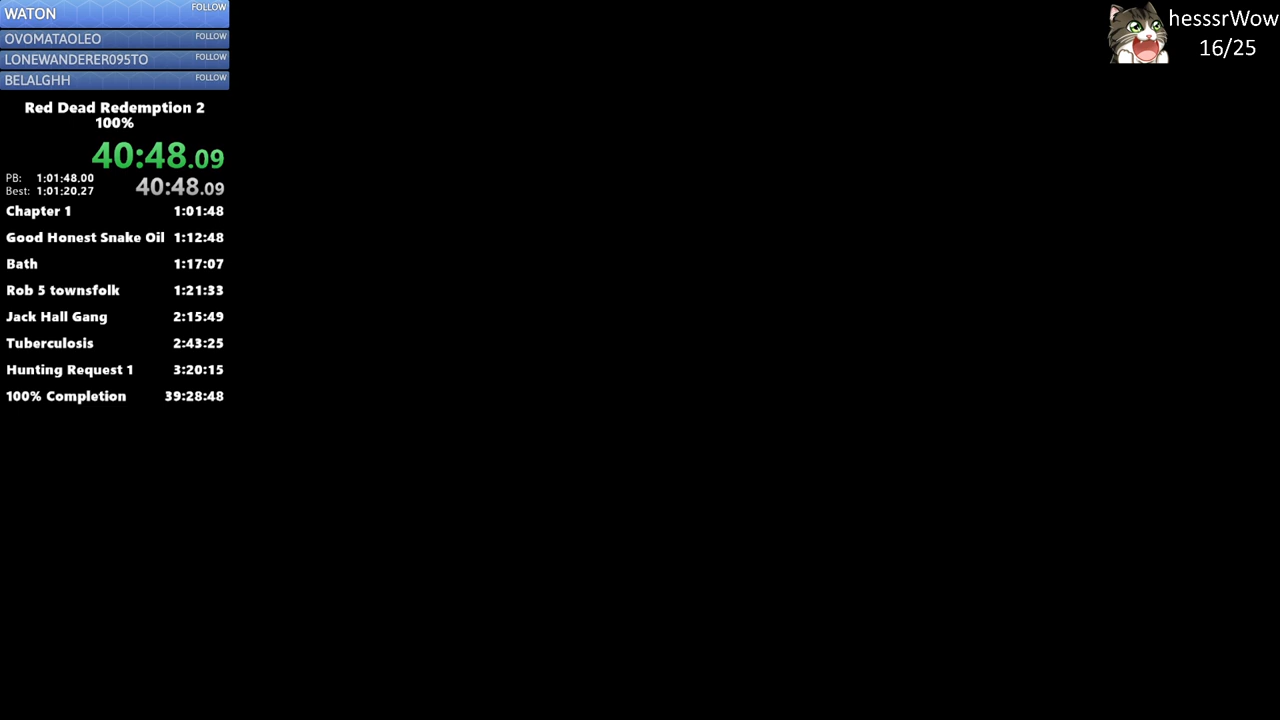 WATON FOLLOW
OVOMATAOLEO FOLLOW
LONEWANDERER095TO FOLLOW
BELALGHH FOLLOW
Red Dead Redemption 2
100%
40:48.09
PB: 1:01:48.00
Best: 1:01:20.27
40:48.09
Chapter 1 1:01:48
Good Honest Snake Oil 1:12:48
Bath 1:17:07
Rob 5 townsfolk 1:21:33
Jack Hall Gang 2:15:49
Tuberculosis 2:43:25
Hunting Request 1 3:20:15
100% Completion 39:28:48
hesssrWow
16/25